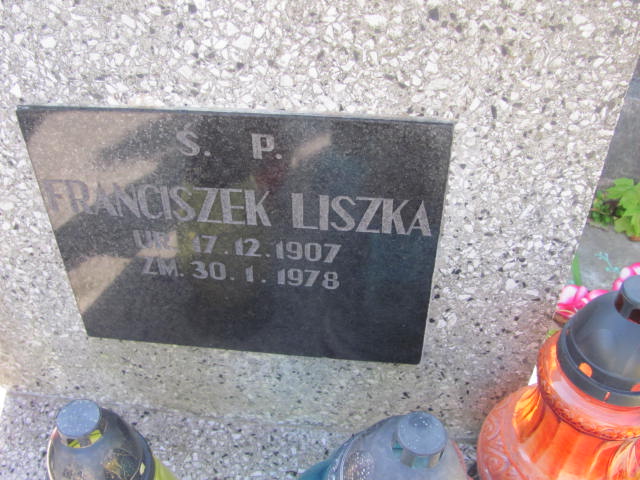 Ś. P.
FRANCISZEK LISZKA
UR. 17.12.1907
ZM. 30.1.1978